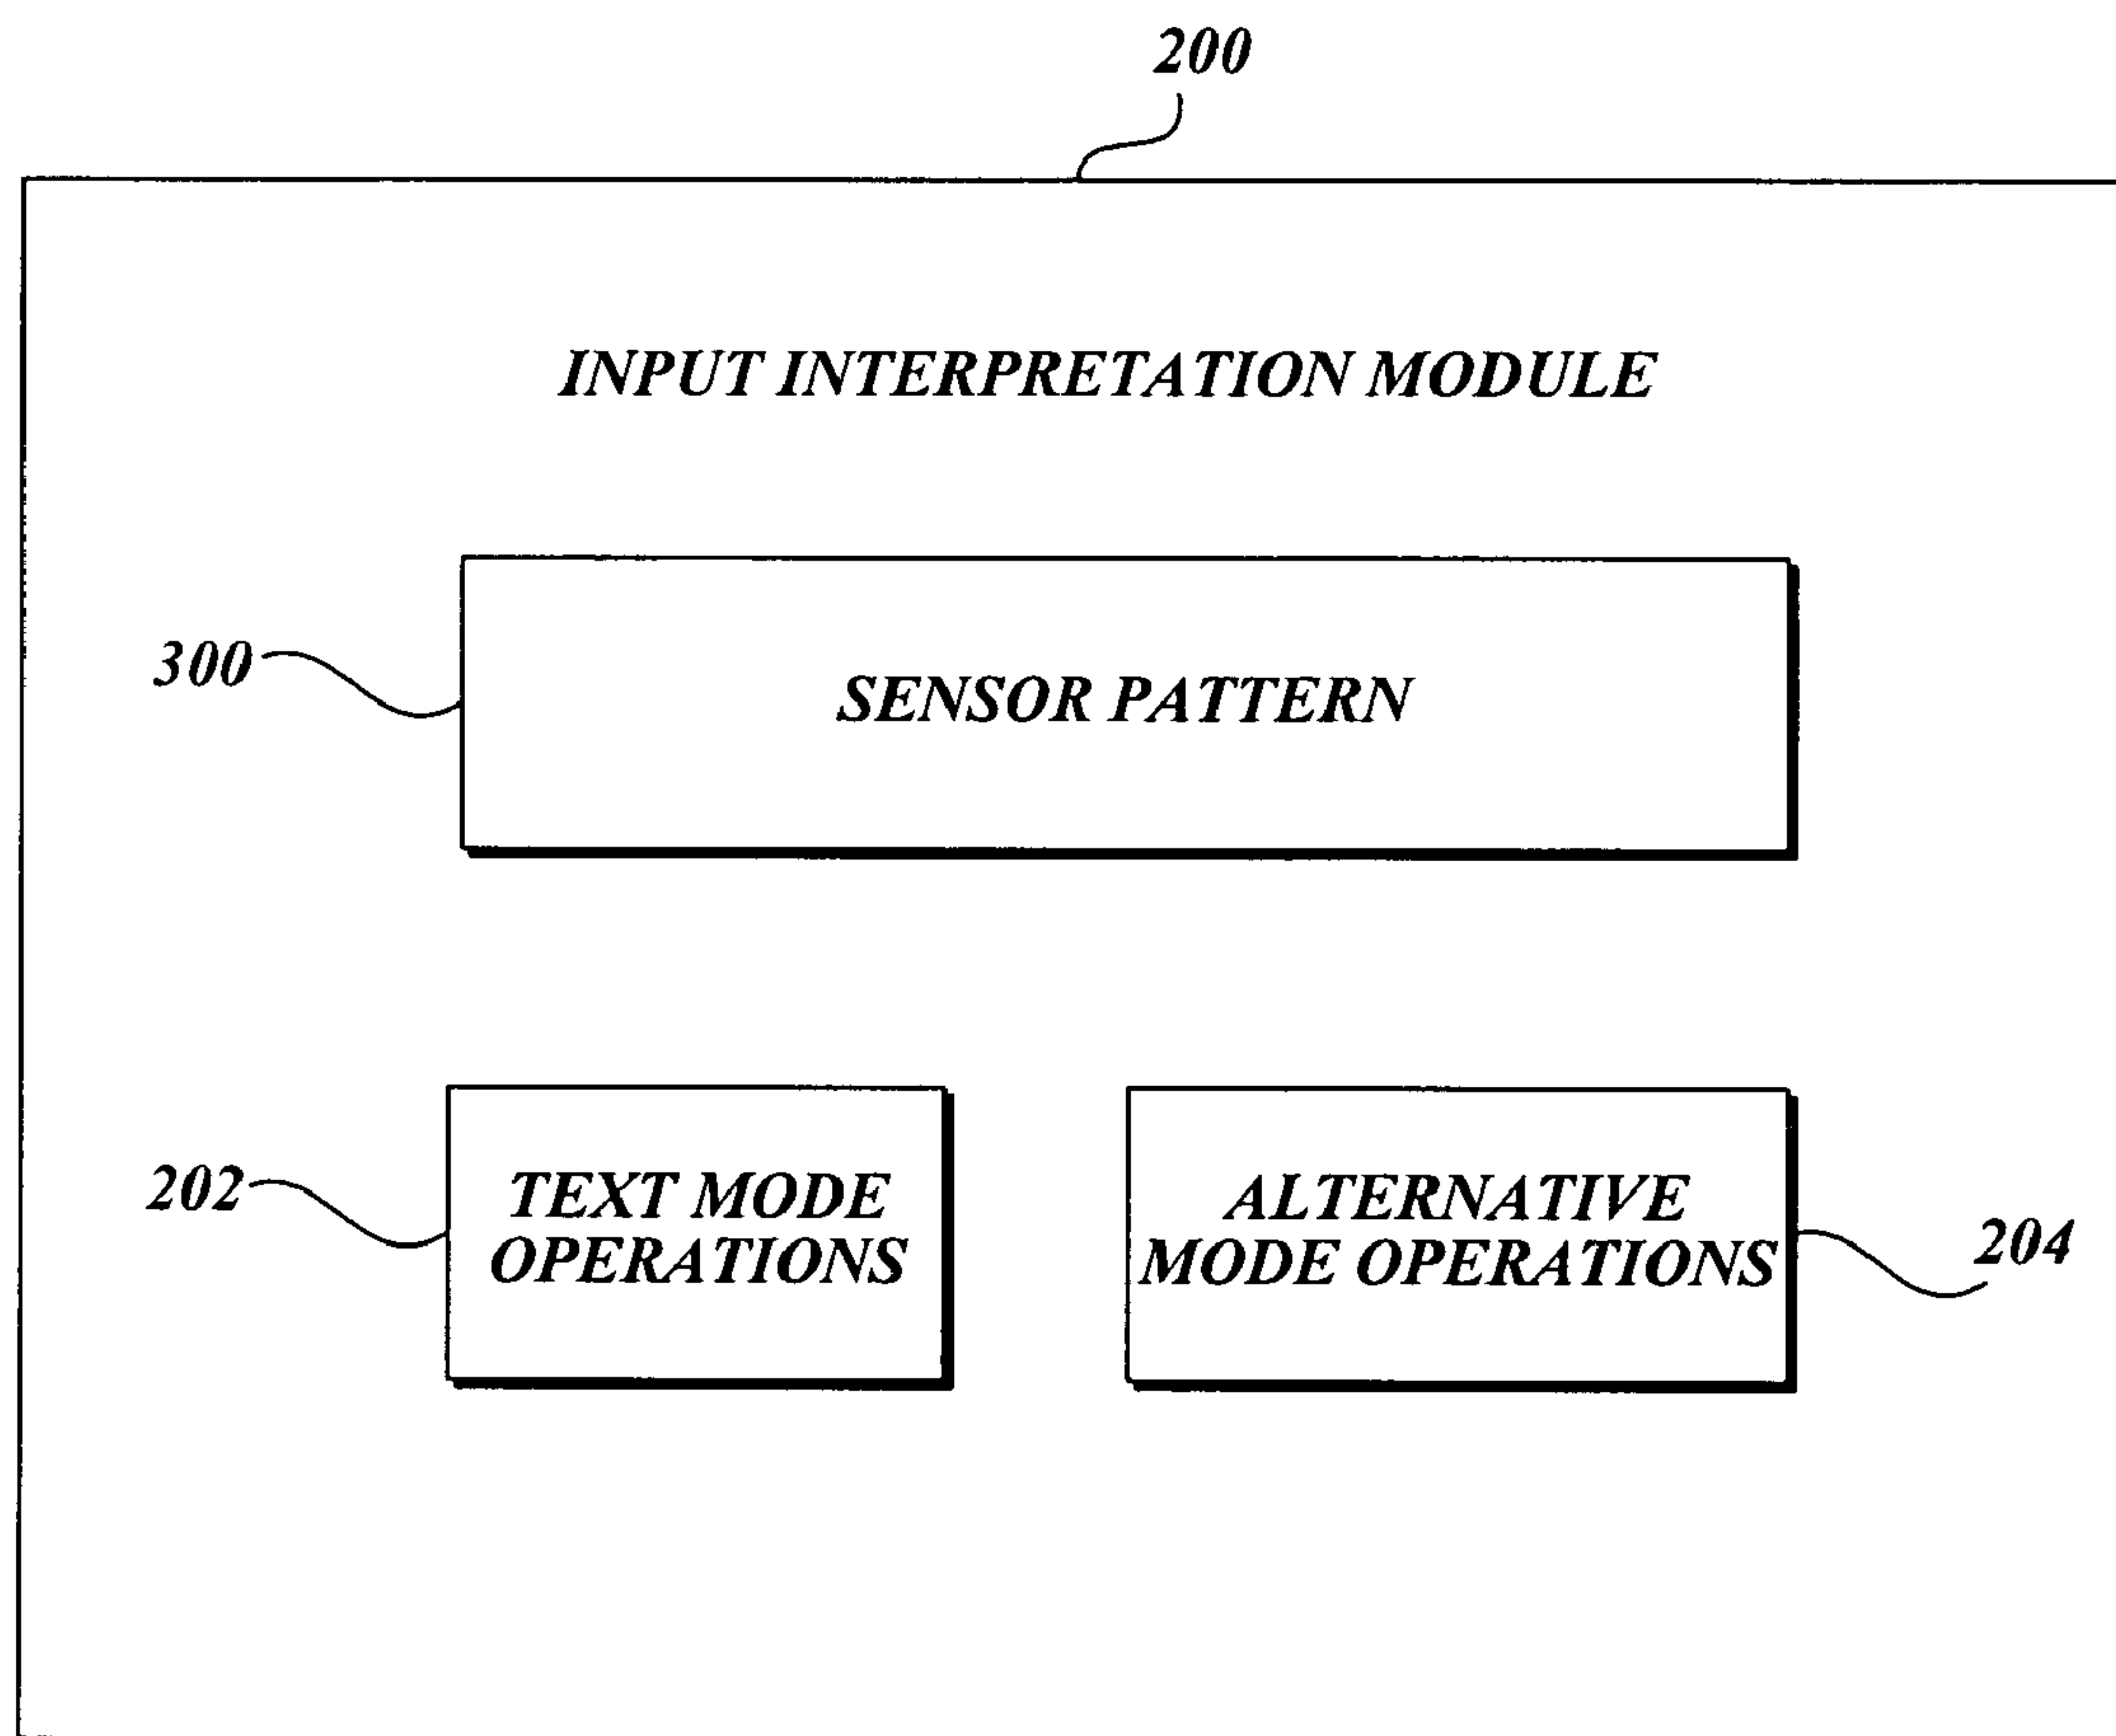 200
INPUT INTERPRETATION MODULE
300
SENSOR PATTERN
202
TEXT MODE
OPERATIONS
ALTERNATIVE
MODE OPERATIONS
204